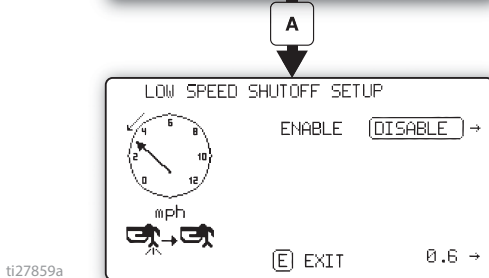 A
LOW SPEED SHUTOFF SETUP
ENABLE DISABLE →
6
4 8
2 10
0 12
mph
E EXIT 0.6 →
ti27859a